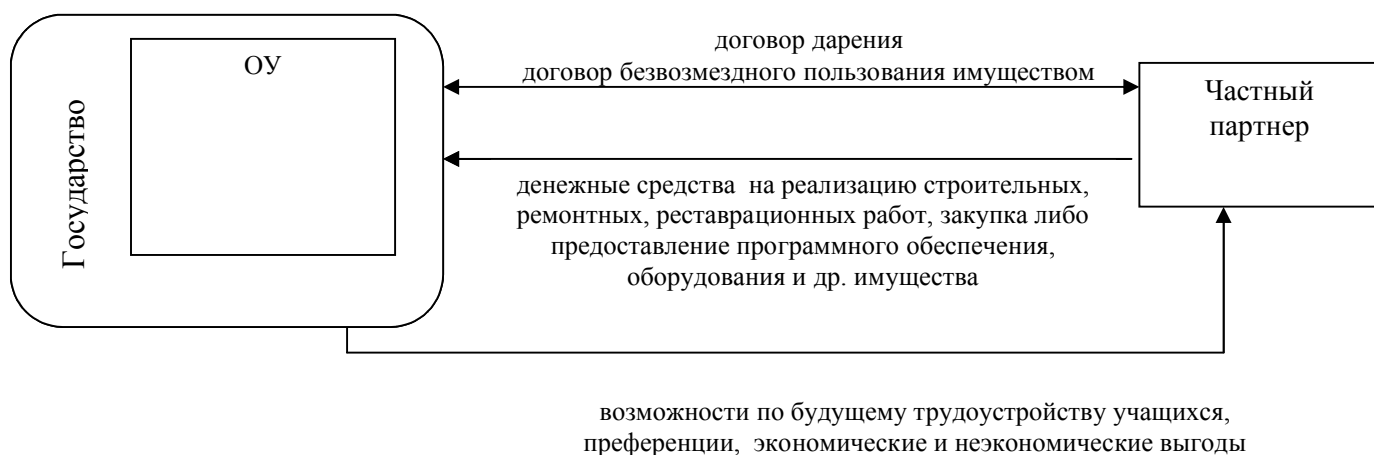 Государство
ОУ
договор дарения
договор безвозмездного пользования имуществом
Частный
партнер
денежные средства на реализацию строительных,
ремонтных, реставрационных работ, закупка либо
предоставление программного обеспечения,
оборудования и др. имущества
возможности по будущему трудоустройству учащихся,
преференции, экономические и неэкономические выгоды